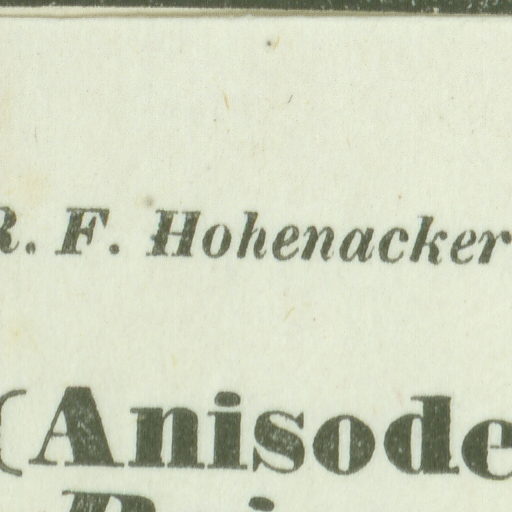 R. F. Hohenacker
(Anisode